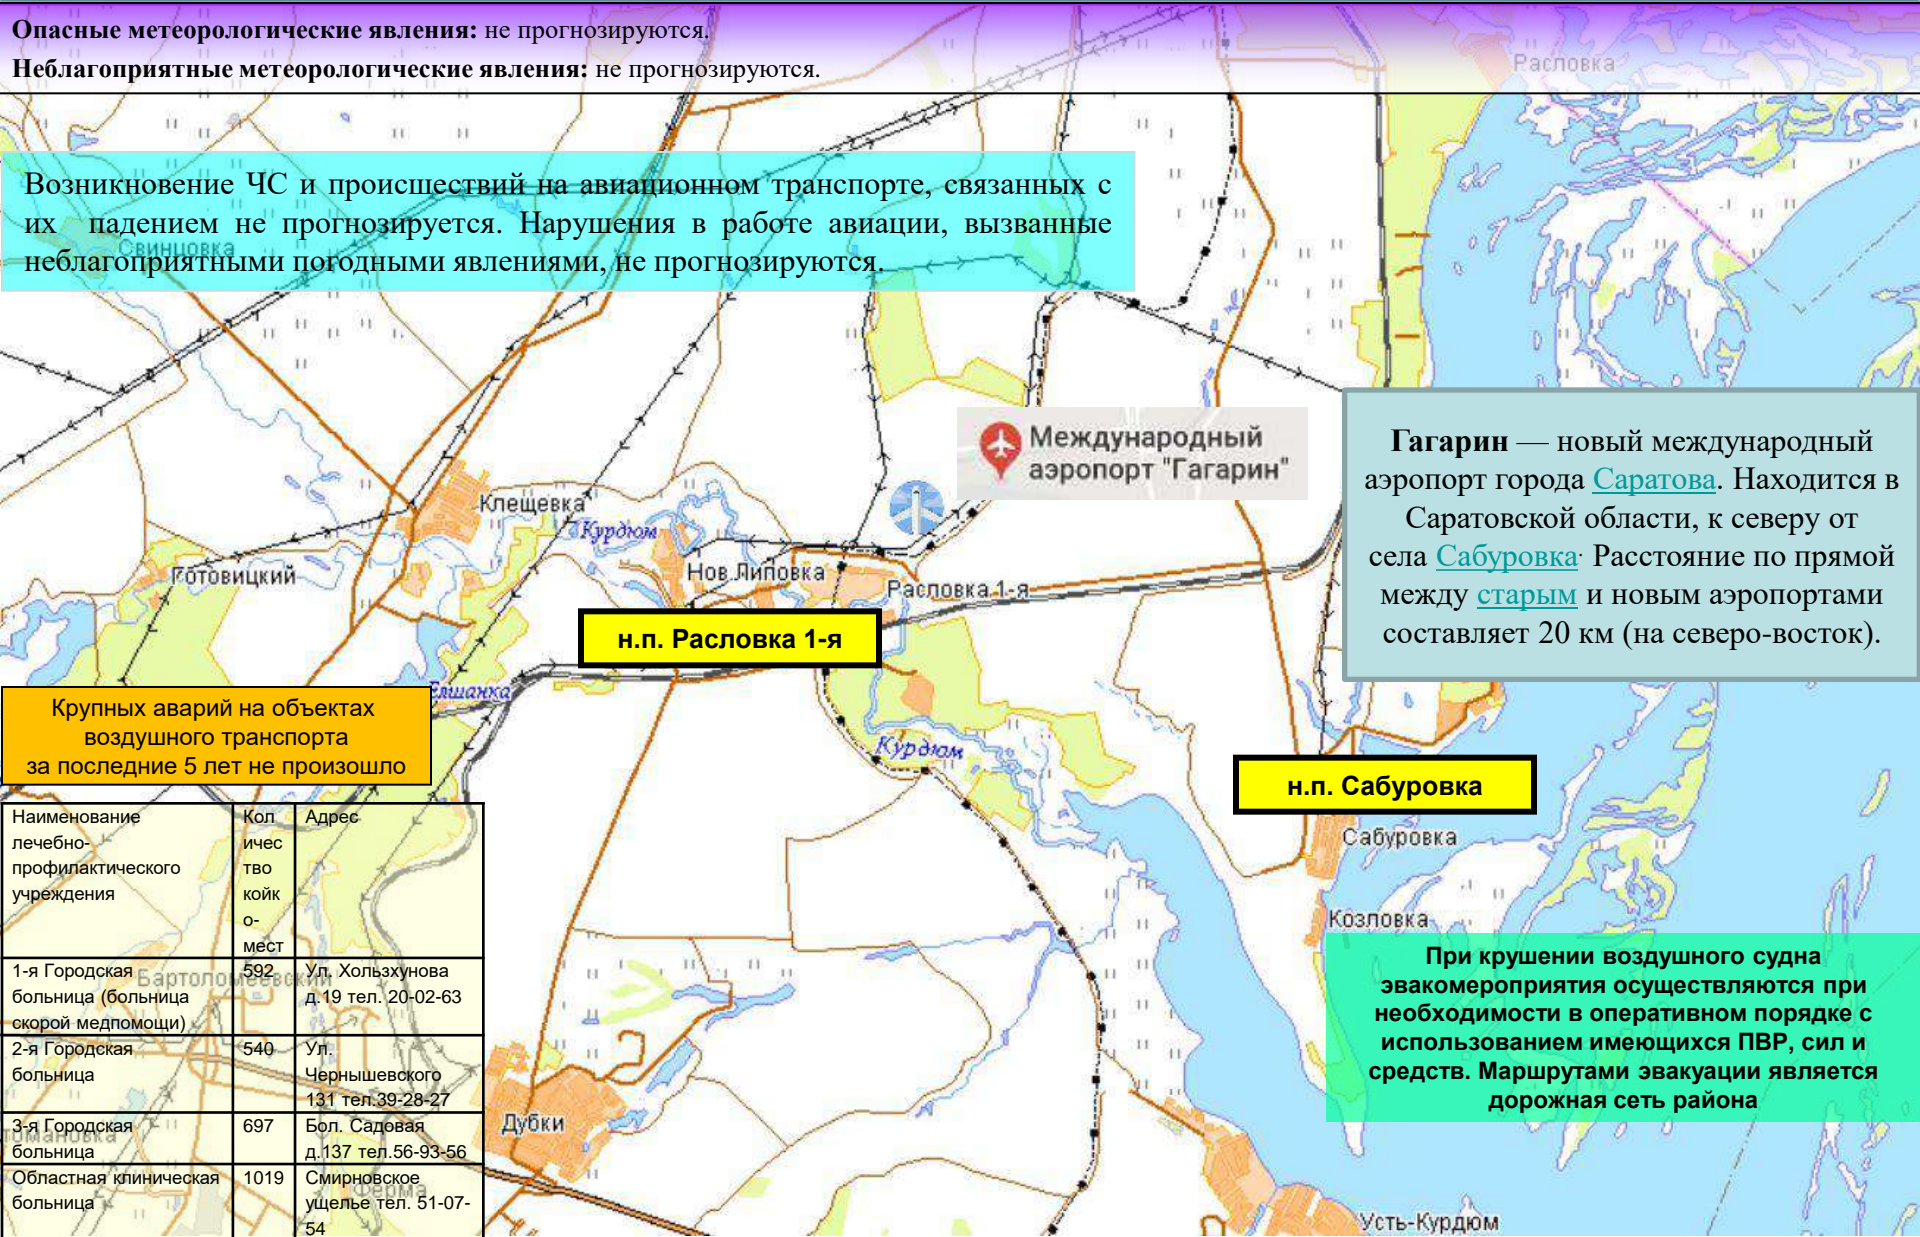 Опасные метеорологические явления: не прогнозируются.
Неблагоприятные метеорологические явления: не прогнозируются.
Расловка
Возникновение ЧС и происшествий на авиационном транспорте, связанных с
их падением не прогнозируется. Нарушения в работе авиации, вызванные
неблагоприятными погодными явлениями, не прогнозируются.
Свинцовка
Международный
аэропорт "Гагарин"
Гагарин — новый международный
аэропорт города Саратова. Находится в
Саратовской области, к северу от
села Сабуровка. Расстояние по прямой
между старым и новым аэропортами
составляет 20 км (на северо-восток).
Клещевка
Курдюм
Готовицкий
Нов.Липовка
Расловка 1-я
н.п. Расловка 1-я
Елшанка
Крупных аварий на объектах
воздушного транспорта
за последние 5 лет не произошло
Курдюм
н.п. Сабуровка
Сабуровка
Козловка
Наименование
лечебно-
профилактического
учреждения
Кол
ичес
тво
койк
о-
мест
Адрес
1-я Городская
больница (больница
скорой медпомощи)
592
Ул. Хользхунова
д.19 тел. 20-02-63
Бартоломеевский
2-я Городская
больница
540
Ул.
Чернышевского
131 тел.39-28-27
3-я Городская
больница
697
Бол. Садовая
д.137 тел.56-93-56
Областная клиническая
больница
1019
Смирновское
ущелье тел. 51-07-
54
Ферма
Дубки
При крушении воздушного судна
эвакомероприятия осуществляются при
необходимости в оперативном порядке с
использованием имеющихся ПВР, сил и
средств. Маршрутами эвакуации является
дорожная сеть района
Усть-Курдюм